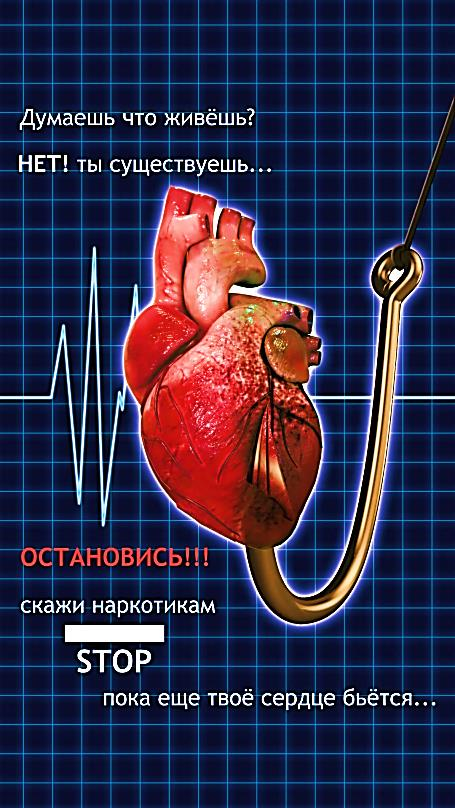 Думаешь что живёшь?
НЕТ! ты существуешь...
ОСТАНОВИСЬ!!!
скажи наркотикам
STOP
пока еще твоё сердце бьётся...